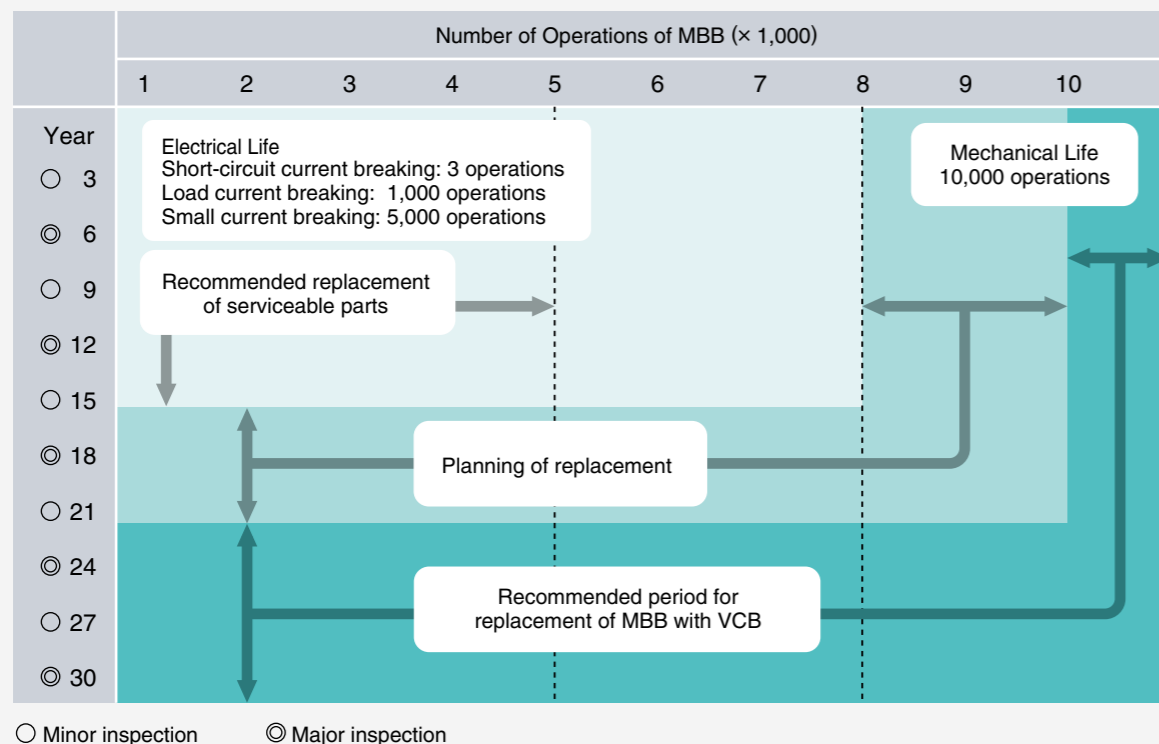 Number of Operations of MBB (× 1,000)
1 2 3 4 5 6 7 8 9 10
Year
○ 3
◎ 6
○ 9
◎ 12
○ 15
◎ 18
○ 21
◎ 24
○ 27
◎ 30
Electrical Life
Short-circuit current breaking: 3 operations
Load current breaking: 1,000 operations
Small current breaking: 5,000 operations
Mechanical Life
10,000 operations
Recommended replacement
of serviceable parts
Planning of replacement
Recommended period for
replacement of MBB with VCB
○ Minor inspection ◎ Major inspection